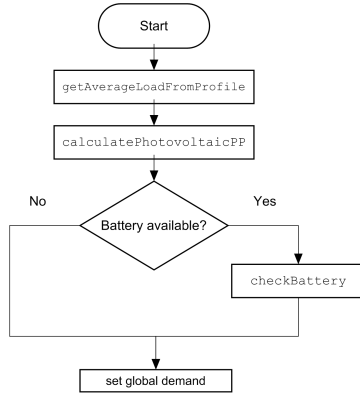 Start
getAverageLoadFromProfile
calculatePhotovoltaicPP
No
Yes
Battery available?
checkBattery
set global demand